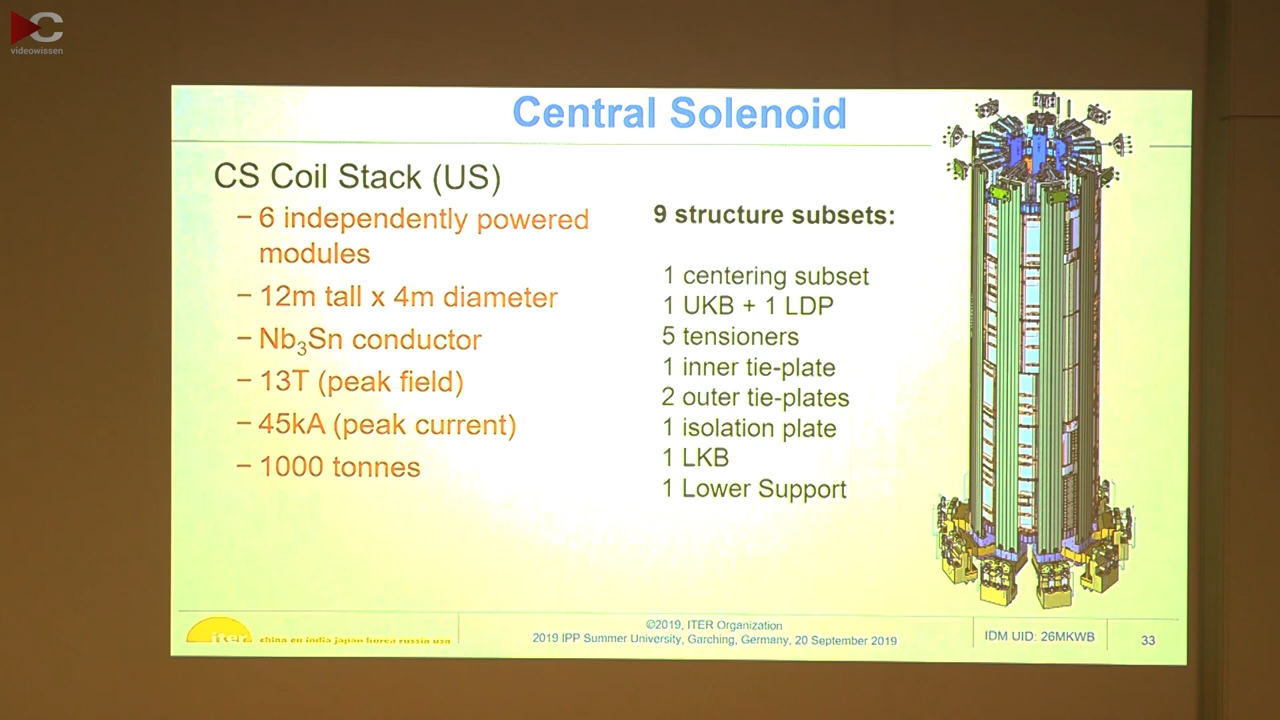 C
videowissen
Central Solenoid
CS Coil Stack (US)
– 6 independently powered
modules
– 12m tall x 4m diameter
– Nb₃Sn conductor
– 13T (peak field)
– 45kA (peak current)
– 1000 tonnes
9 structure subsets:
1 centering subset
1 UKB + 1 LDP
5 tensioners
1 inner tie-plate
2 outer tie-plates
1 isolation plate
1 LKB
1 Lower Support
iter
china eu india japan korea russia usa
©2019, ITER Organization
2019 IPP Summer University, Garching, Germany, 20 September 2019
IDM UID: 26MKWB
33